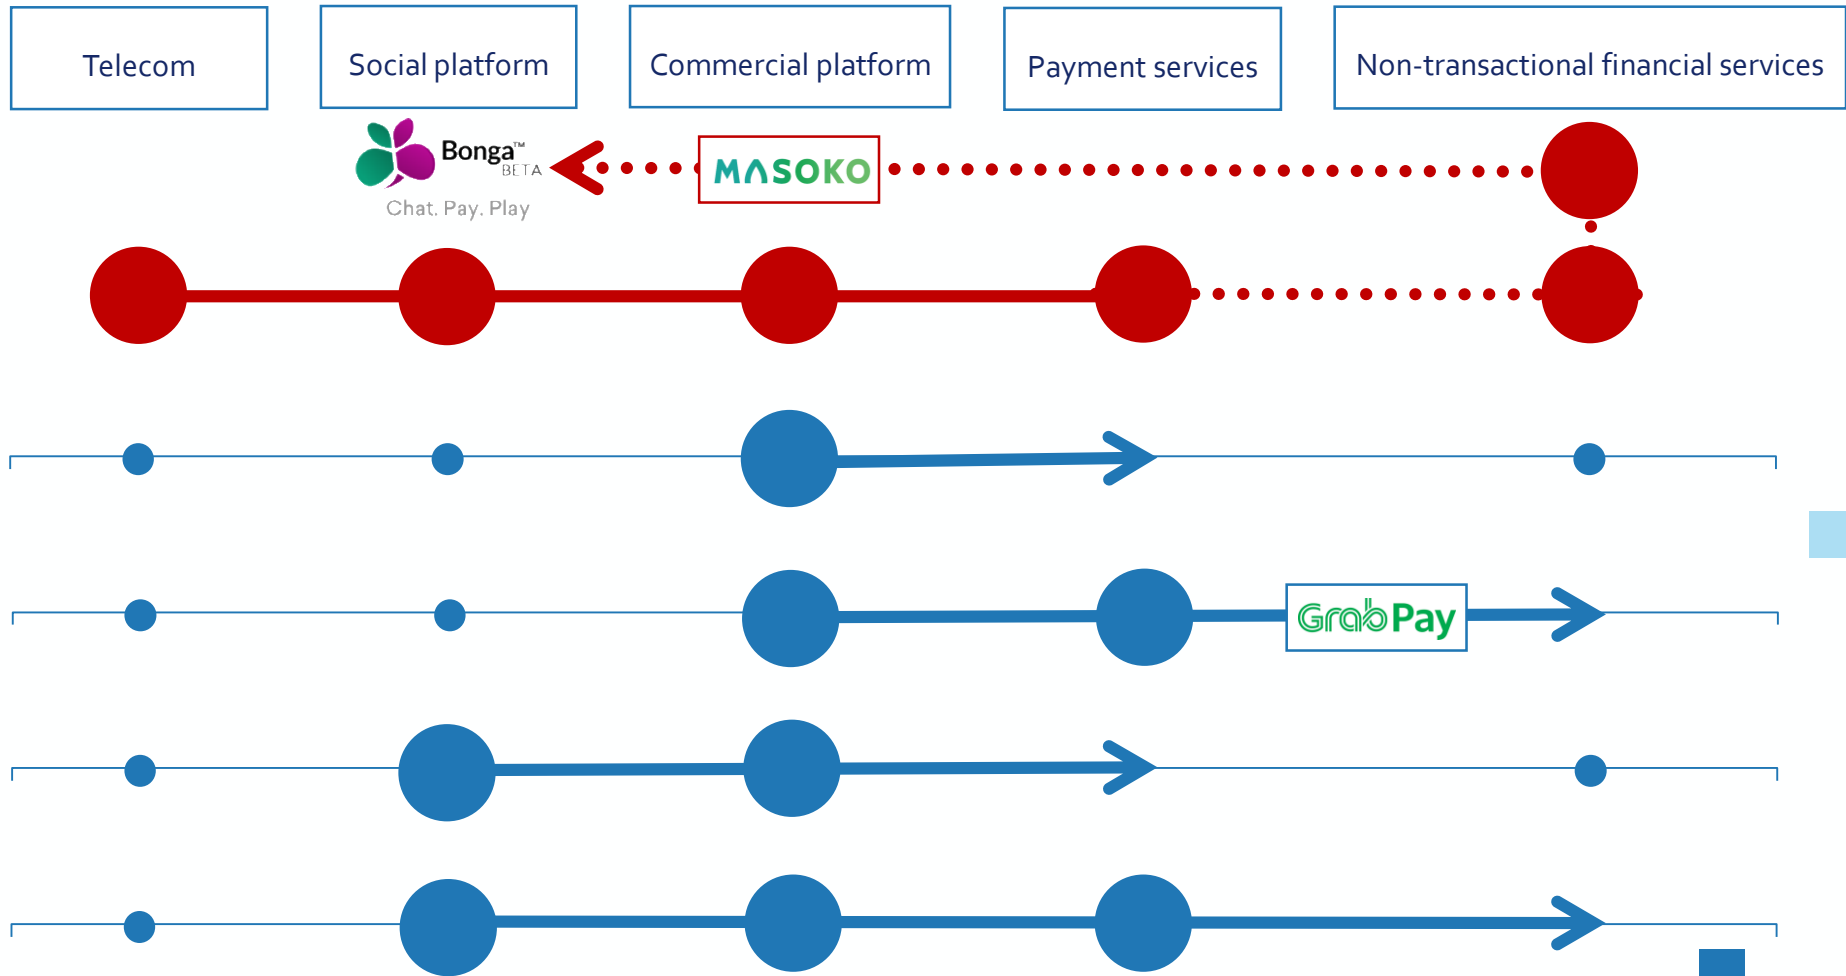 Telecom
Social platform
Commercial platform
Payment services
Non-transactional financial services
Bonga™
BETA
Chat. Pay. Play
MASOKO
GrabPay